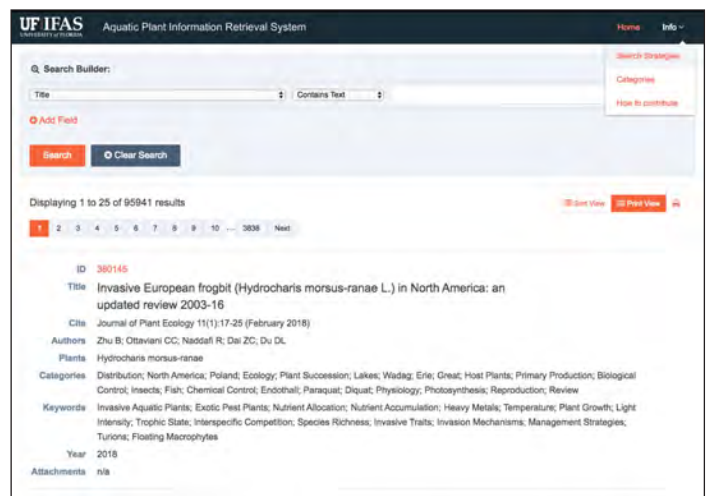 UF IFAS Aquatic Plant Information Retrieval System Home Info
UNIVERSITY of FLORIDA
Search Strategies
Search Builder:
Categories
Title Contains Text
How to contribute
Add Field
Search Clear Search
Displaying 1 to 25 of 95941 results Sort View Print View
1 2 3 4 5 6 7 8 9 10 ... 3838 Next
ID 380145
Title Invasive European frogbit (Hydrocharis morsus-ranae L.) in North America: an
updated review 2003-16
Cite Journal of Plant Ecology 11(1):17-25 (February 2018)
Authors Zhu B; Ottaviani CC; Naddafi R; Dai ZC; Du DL
Plants Hydrocharis morsus-ranae
Categories Distribution; North America; Poland; Ecology; Plant Succession; Lakes; Wadag; Erie; Great; Host Plants; Primary Production; Biological
Control; Insects; Fish; Chemical Control; Endothall; Paraquat; Diquat; Physiology; Photosynthesis; Reproduction; Review
Keywords Invasive Aquatic Plants; Exotic Pest Plants; Nutrient Allocation; Nutrient Accumulation; Heavy Metals; Temperature; Plant Growth; Light
Intensity; Trophic State; Interspecific Competition; Species Richness; Invasive Traits; Invasion Mechanisms; Management Strategies;
Turions; Floating Macrophytes
Year 2018
Attachments n/a